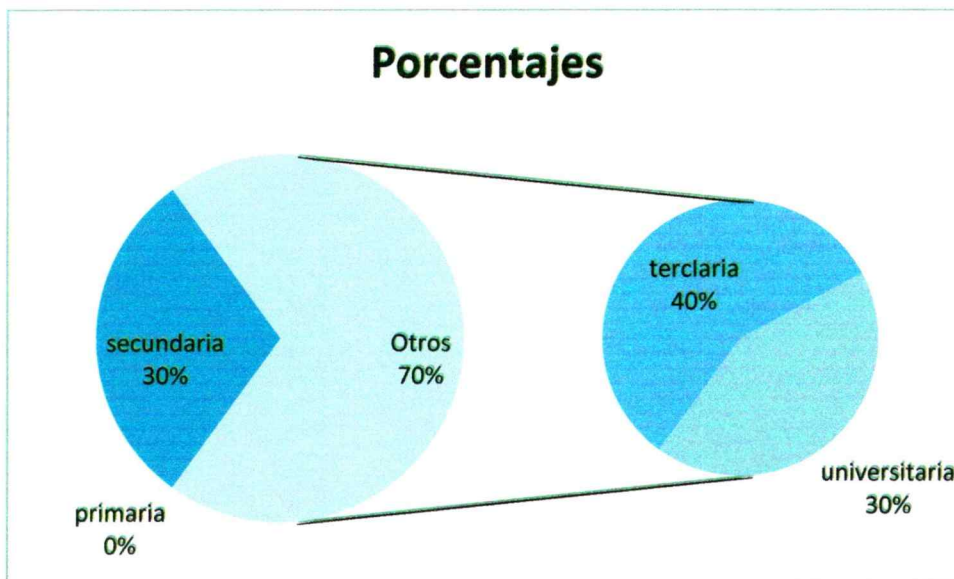 Porcentajes
secundaria
30%
Otros
70%
primaria
0%
terclaria
40%
universitaria
30%